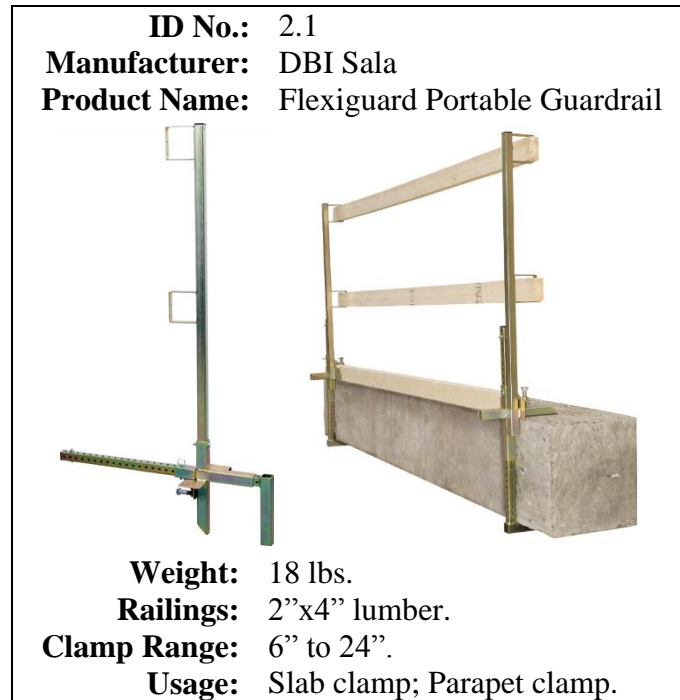 ID No.: 2.1
Manufacturer: DBI Sala
Product Name: Flexiguard Portable Guardrail
Weight: 18 lbs.
Railings: 2”x4” lumber.
Clamp Range: 6” to 24”.
Usage: Slab clamp; Parapet clamp.